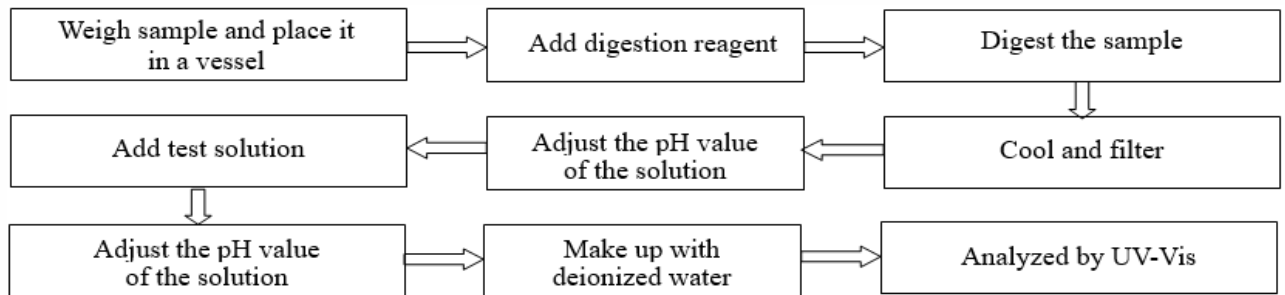 Weigh sample and place it
in a vessel
Add digestion reagent
Digest the sample
Cool and filter
Adjust the pH value
of the solution
Add test solution
Adjust the pH value
of the solution
Make up with
deionized water
Analyzed by UV-Vis